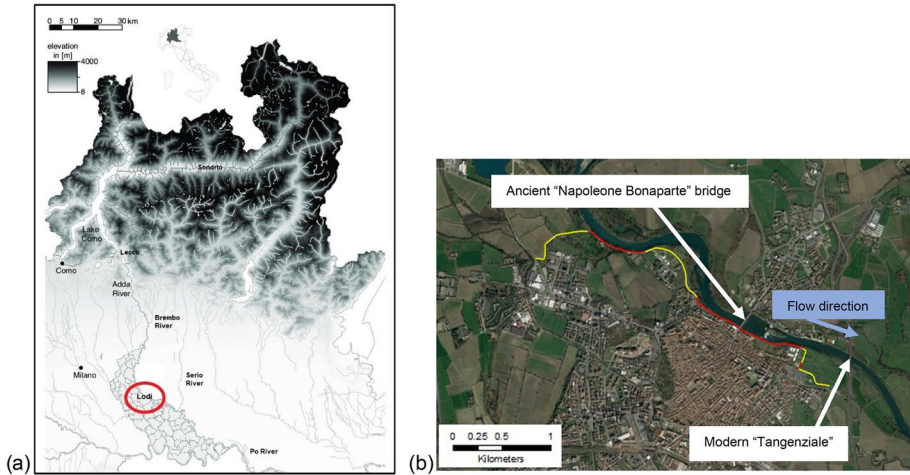 0 5 10 20 30 km
elevation
in [m]
4000
8
Sondrio
Lake
Como
Lecco
Como
Adda
River
Brembo
River
Milano
Serio
River
Lodi
Po River
(a)
Ancient “Napoleone Bonaparte” bridge
Flow direction
Modern “Tangenziale”
0 0.25 0.5 1
Kilometers
(b)